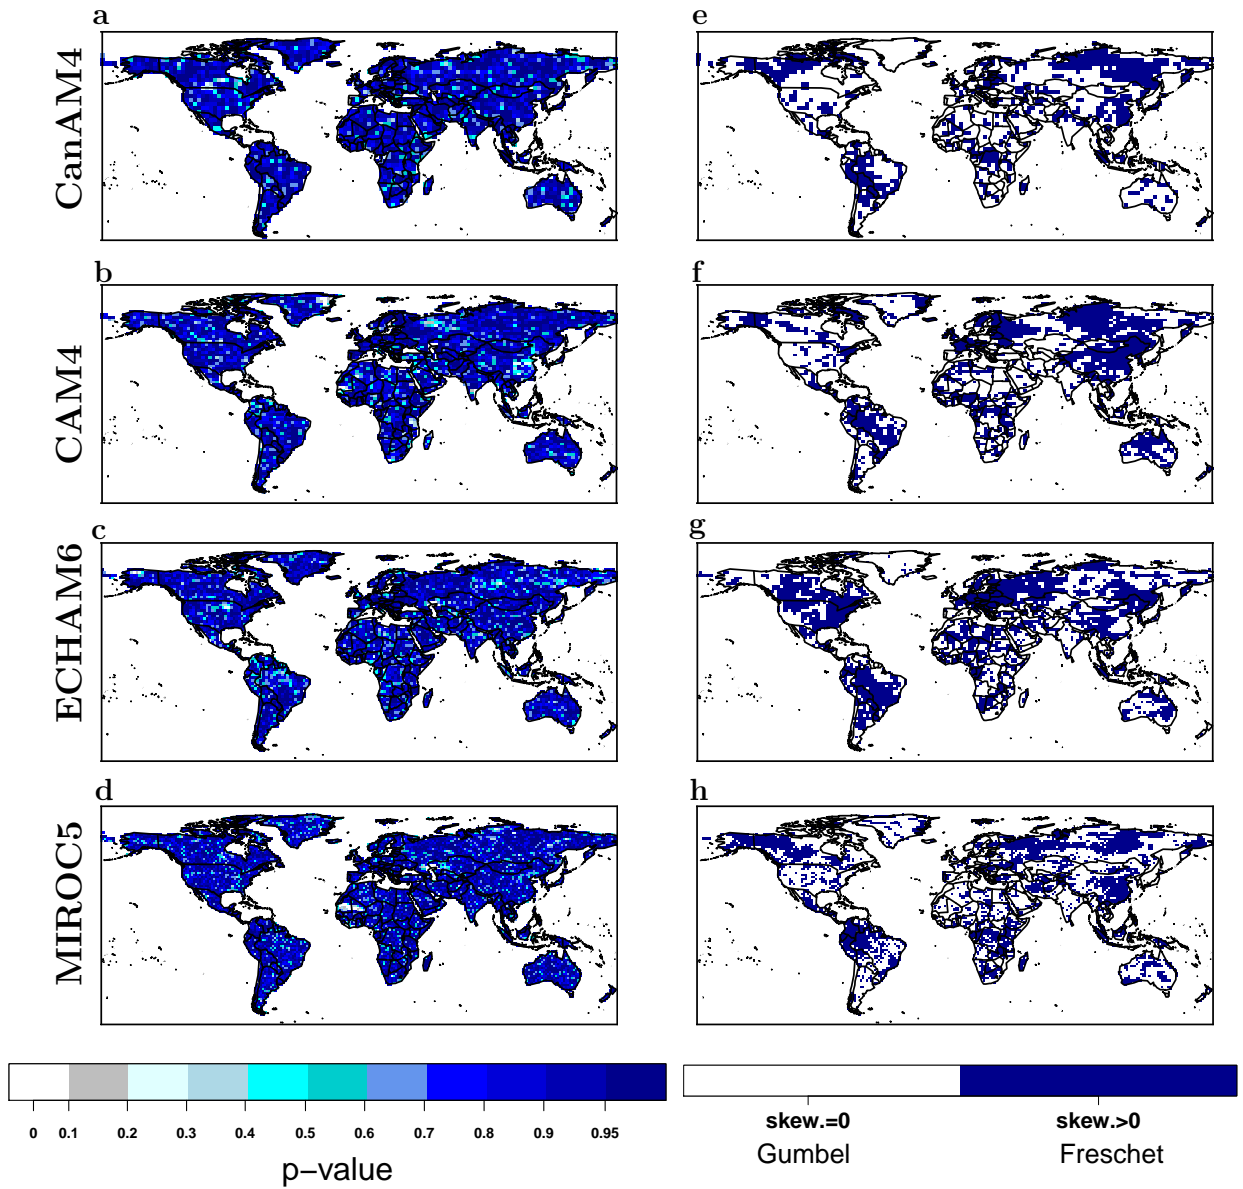 a e
CanAM4
b f
CAM4
c g
ECHAM6
d h
MIROC5
0 0.1 0.2 0.3 0.4 0.5 0.6 0.7 0.8 0.9 0.95
p−value
skew.=0 skew.>0
Gumbel Freschet